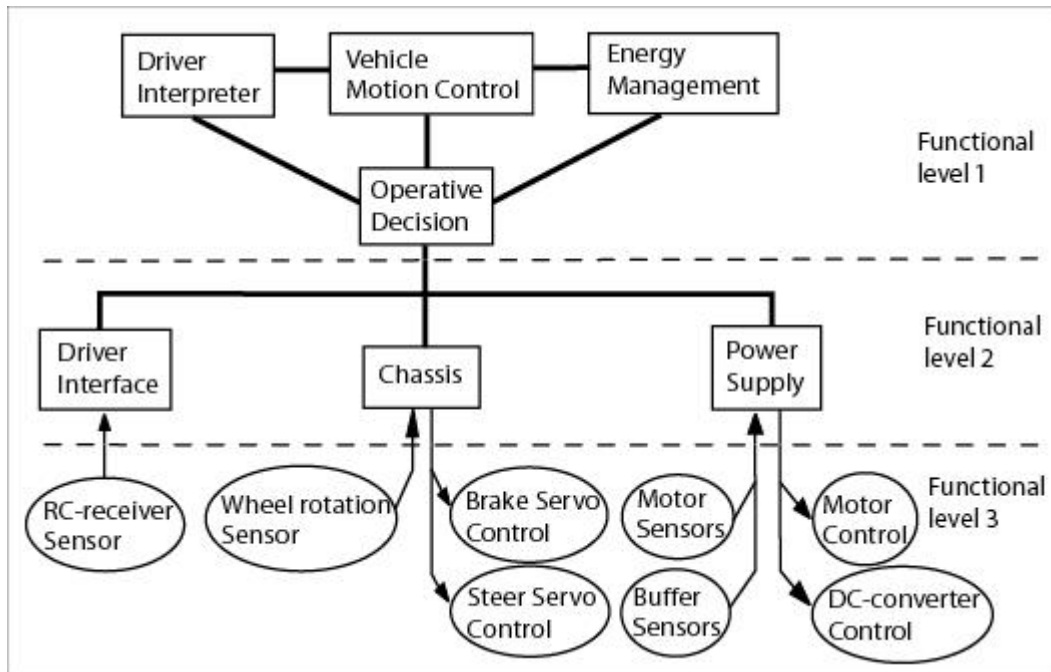 Driver
Interpreter
Vehicle
Motion Control
Energy
Management
Functional
level 1
Operative
Decision
Functional
level 2
Driver
Interface
Chassis
Power
Supply
Functional
level 3
RC-receiver
Sensor
Wheel rotation
Sensor
Brake Servo
Control
Motor
Sensors
Motor
Control
Steer Servo
Control
Buffer
Sensors
DC-converter
Control